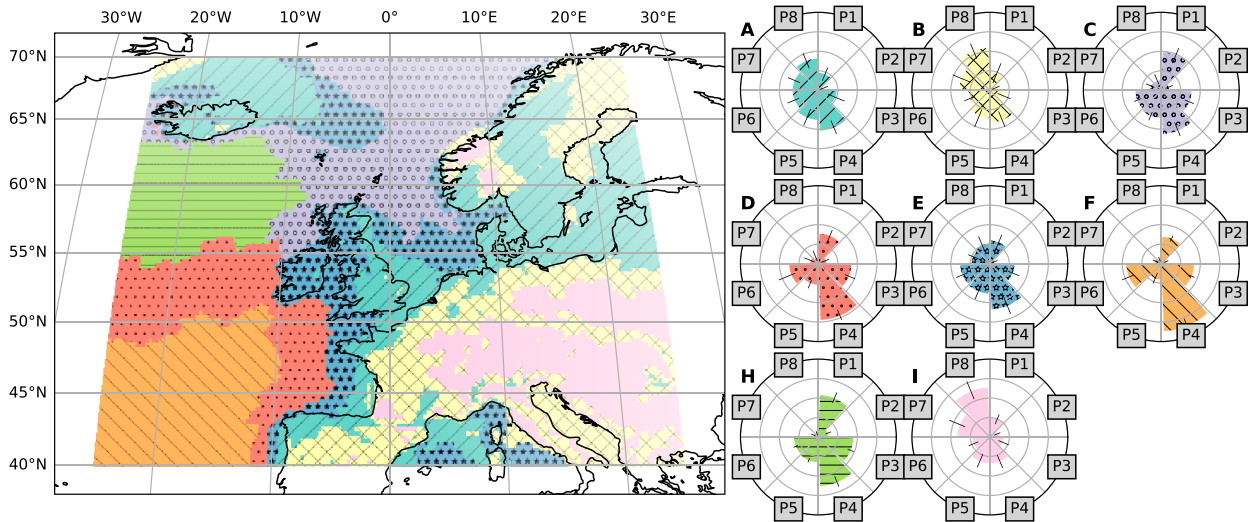 30°W 20°W 10°W 0° 10°E 20°E 30°E
70°N
65°N
60°N
55°N
50°N
45°N
40°N
A
P8 P1
P7 P2
P6 P3
P5 P4
B
P8 P1
P7 P2
P6 P3
P5 P4
C
P8 P1
P7 P2
P6 P3
P5 P4
D
P8 P1
P7 P2
P6 P3
P5 P4
E
P8 P1
P7 P2
P6 P3
P5 P4
F
P8 P1
P7 P2
P6 P3
P5 P4
H
P8 P1
P7 P2
P6 P3
P5 P4
I
P8 P1
P7 P2
P6 P3
P5 P4